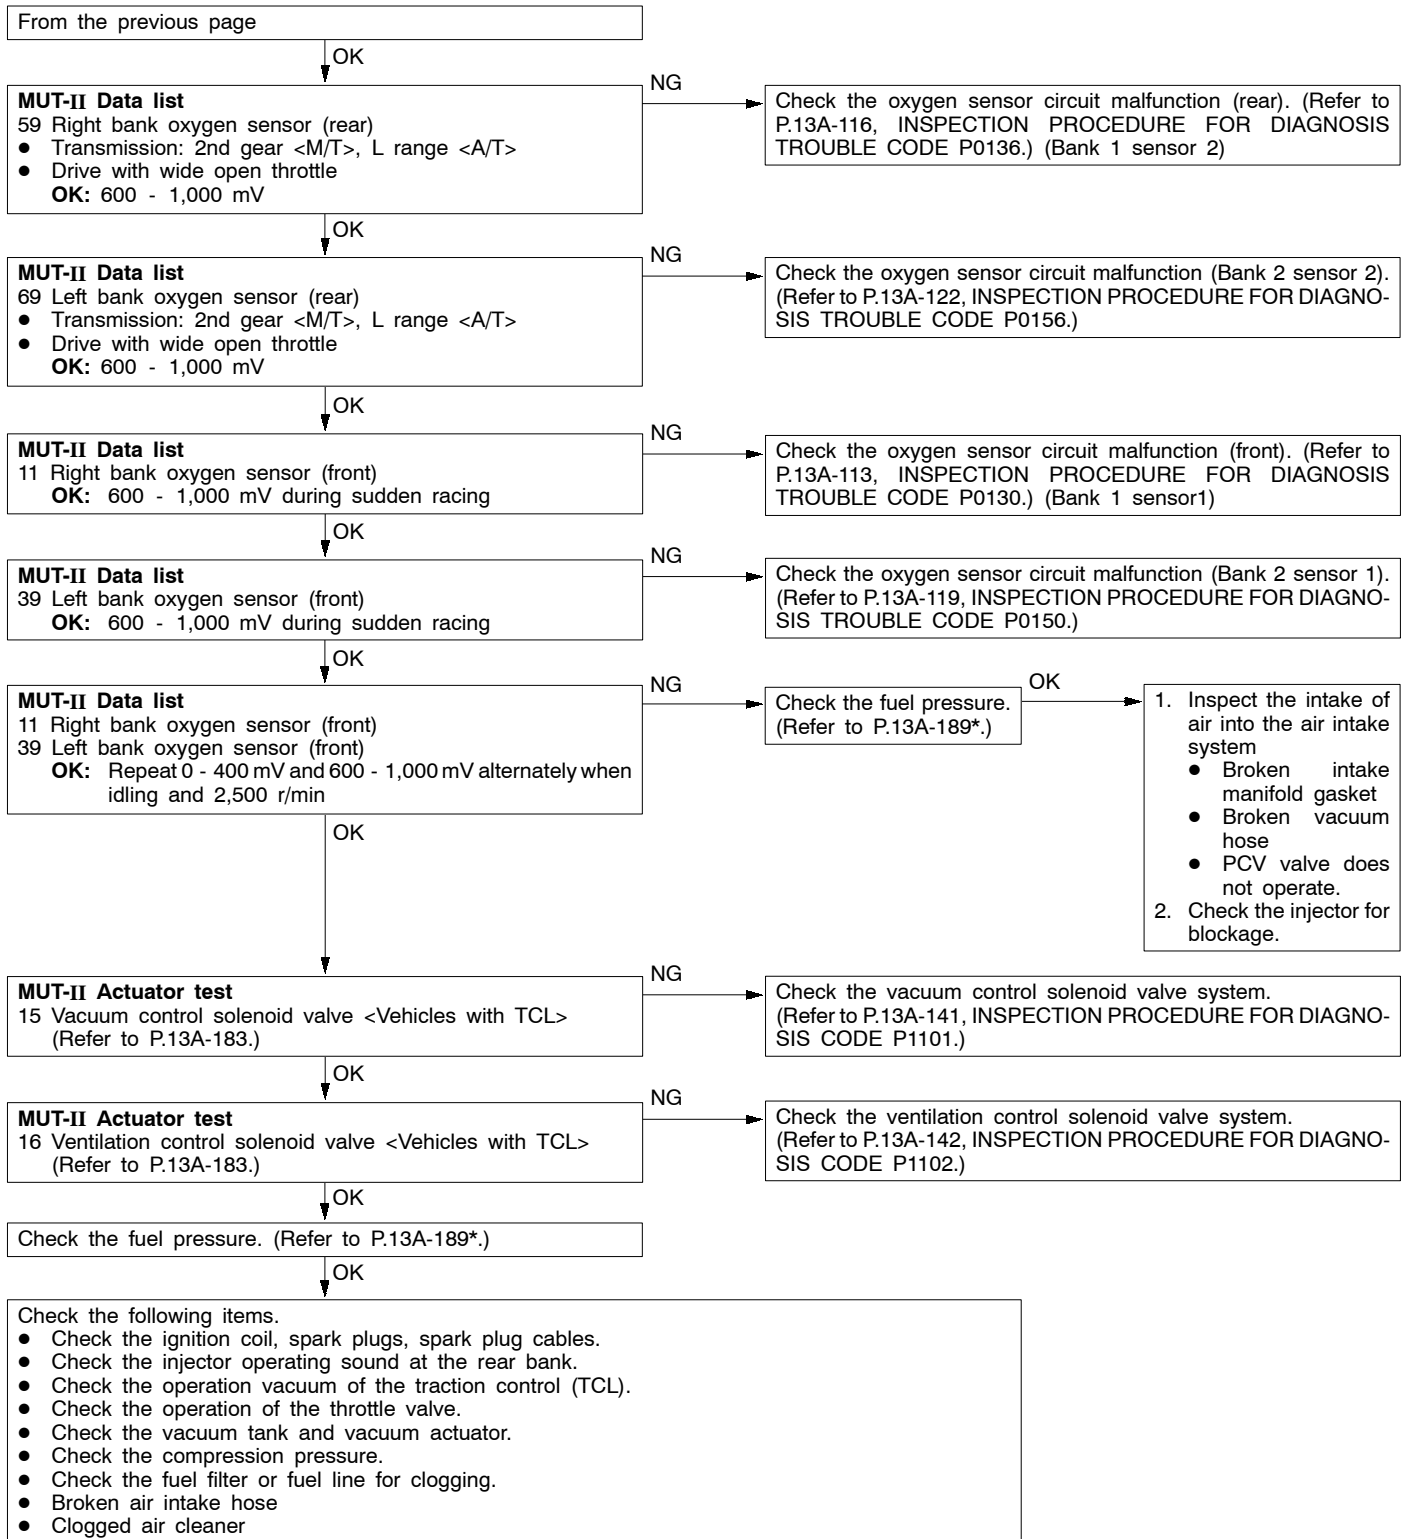 From the previous page
OK
MUT-II Data list
59 Right bank oxygen sensor (rear)
● Transmission: 2nd gear <M/T>, L range <A/T>
● Drive with wide open throttle
OK: 600 - 1,000 mV
NG
Check the oxygen sensor circuit malfunction (rear). (Refer to
P.13A-116, INSPECTION PROCEDURE FOR DIAGNOSIS
TROUBLE CODE P0136.) (Bank 1 sensor 2)
OK
MUT-II Data list
69 Left bank oxygen sensor (rear)
● Transmission: 2nd gear <M/T>, L range <A/T>
● Drive with wide open throttle
OK: 600 - 1,000 mV
NG
Check the oxygen sensor circuit malfunction (Bank 2 sensor 2).
(Refer to P.13A-122, INSPECTION PROCEDURE FOR DIAGNO-
SIS TROUBLE CODE P0156.)
OK
MUT-II Data list
11 Right bank oxygen sensor (front)
OK: 600 - 1,000 mV during sudden racing
NG
Check the oxygen sensor circuit malfunction (front). (Refer to
P.13A-113, INSPECTION PROCEDURE FOR DIAGNOSIS
TROUBLE CODE P0130.) (Bank 1 sensor1)
OK
MUT-II Data list
39 Left bank oxygen sensor (front)
OK: 600 - 1,000 mV during sudden racing
NG
Check the oxygen sensor circuit malfunction (Bank 2 sensor 1).
(Refer to P.13A-119, INSPECTION PROCEDURE FOR DIAGNO-
SIS TROUBLE CODE P0150.)
OK
MUT-II Data list
11 Right bank oxygen sensor (front)
39 Left bank oxygen sensor (front)
OK: Repeat 0 - 400 mV and 600 - 1,000 mV alternately when
idling and 2,500 r/min
NG
Check the fuel pressure.
(Refer to P.13A-189*.)
OK
1. Inspect the intake of
air into the air intake
system
● Broken intake
manifold gasket
● Broken vacuum
hose
● PCV valve does
not operate.
2. Check the injector for
blockage.
OK
MUT-II Actuator test
15 Vacuum control solenoid valve <Vehicles with TCL>
(Refer to P.13A-183.)
NG
Check the vacuum control solenoid valve system.
(Refer to P.13A-141, INSPECTION PROCEDURE FOR DIAGNO-
SIS CODE P1101.)
OK
MUT-II Actuator test
16 Ventilation control solenoid valve <Vehicles with TCL>
(Refer to P.13A-183.)
NG
Check the ventilation control solenoid valve system.
(Refer to P.13A-142, INSPECTION PROCEDURE FOR DIAGNO-
SIS CODE P1102.)
OK
Check the fuel pressure. (Refer to P.13A-189*.)
OK
Check the following items.
● Check the ignition coil, spark plugs, spark plug cables.
● Check the injector operating sound at the rear bank.
● Check the operation vacuum of the traction control (TCL).
● Check the operation of the throttle valve.
● Check the vacuum tank and vacuum actuator.
● Check the compression pressure.
● Check the fuel filter or fuel line for clogging.
● Broken air intake hose
● Clogged air cleaner